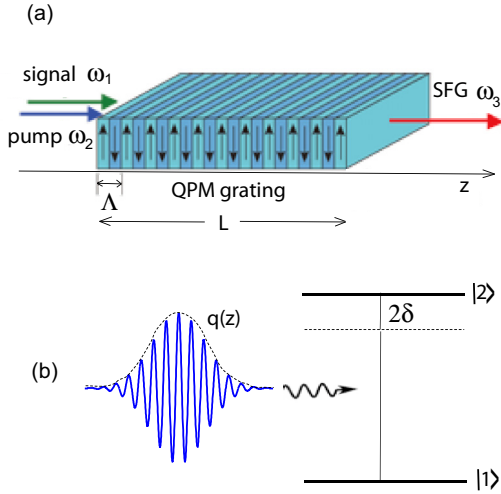 (a)
signal ω1
pump ω2
SFG ω3
QPM grating
z
Λ
L
q(z)
|2>
2δ
(b)
|1>